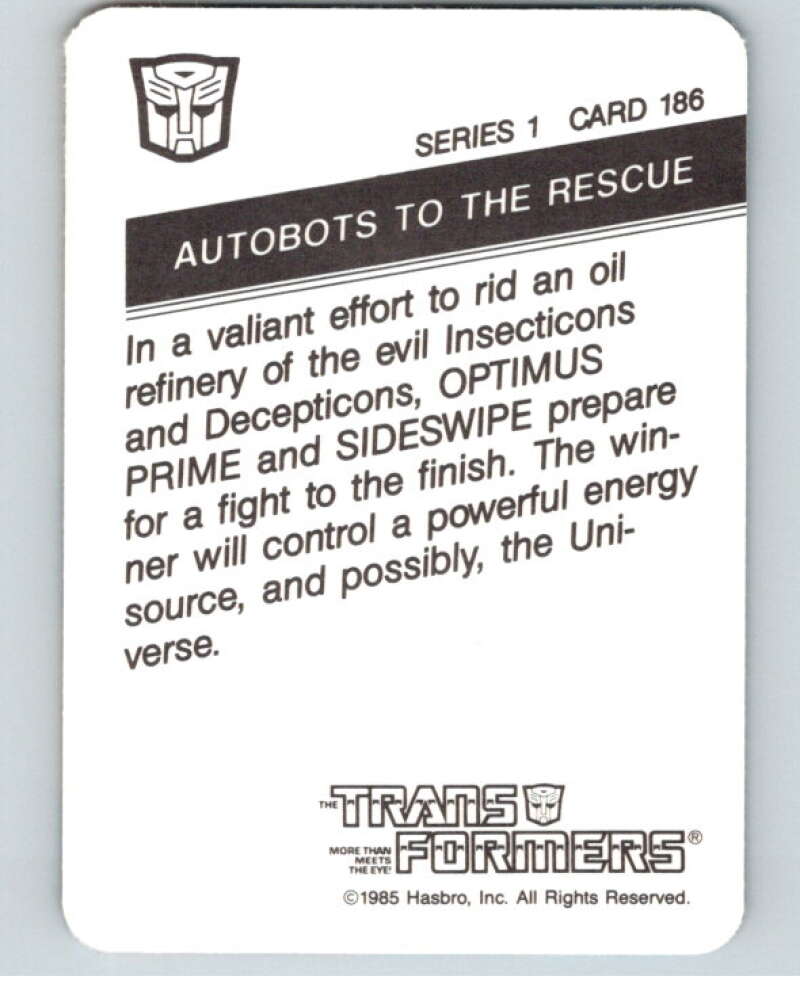 SERIES 1 CARD 186
AUTOBOTS TO THE RESCUE
In a valiant effort to rid an oil
refinery of the evil Insecticons
and Decepticons, OPTIMUS
PRIME and SIDESWIPE prepare
for a fight to the finish. The win-
ner will control a powerful energy
source, and possibly, the Uni-
verse.
THE TRANS
MORE THAN
MEETS
THE EYE!
FORMERS®
©1985 Hasbro, Inc. All Rights Reserved.